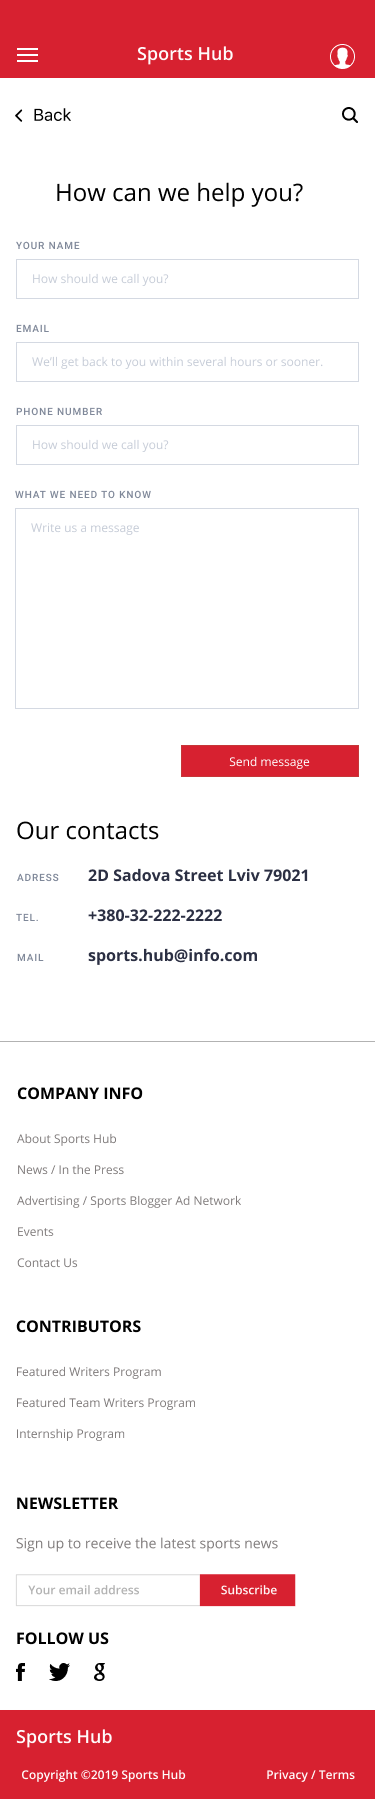 Sports Hub
Back
How can we help you?
YOUR NAME
How should we call you?
EMAIL
We'll get back to you within several hours or sooner.
PHONE NUMBER
How should we call you?
WHAT WE NEED TO KNOW
Write us a message
Send message
Our contacts
ADRESS 2D Sadova Street Lviv 79021
TEL. +380-32-222-2222
MAIL sports.hub@info.com
COMPANY INFO
About Sports Hub
News / In the Press
Advertising / Sports Blogger Ad Network
Events
Contact Us
CONTRIBUTORS
Featured Writers Program
Featured Team Writers Program
Internship Program
NEWSLETTER
Sign up to receive the latest sports news
Your email address Subscribe
FOLLOW US
Sports Hub
Copyright ©2019 Sports Hub Privacy / Terms